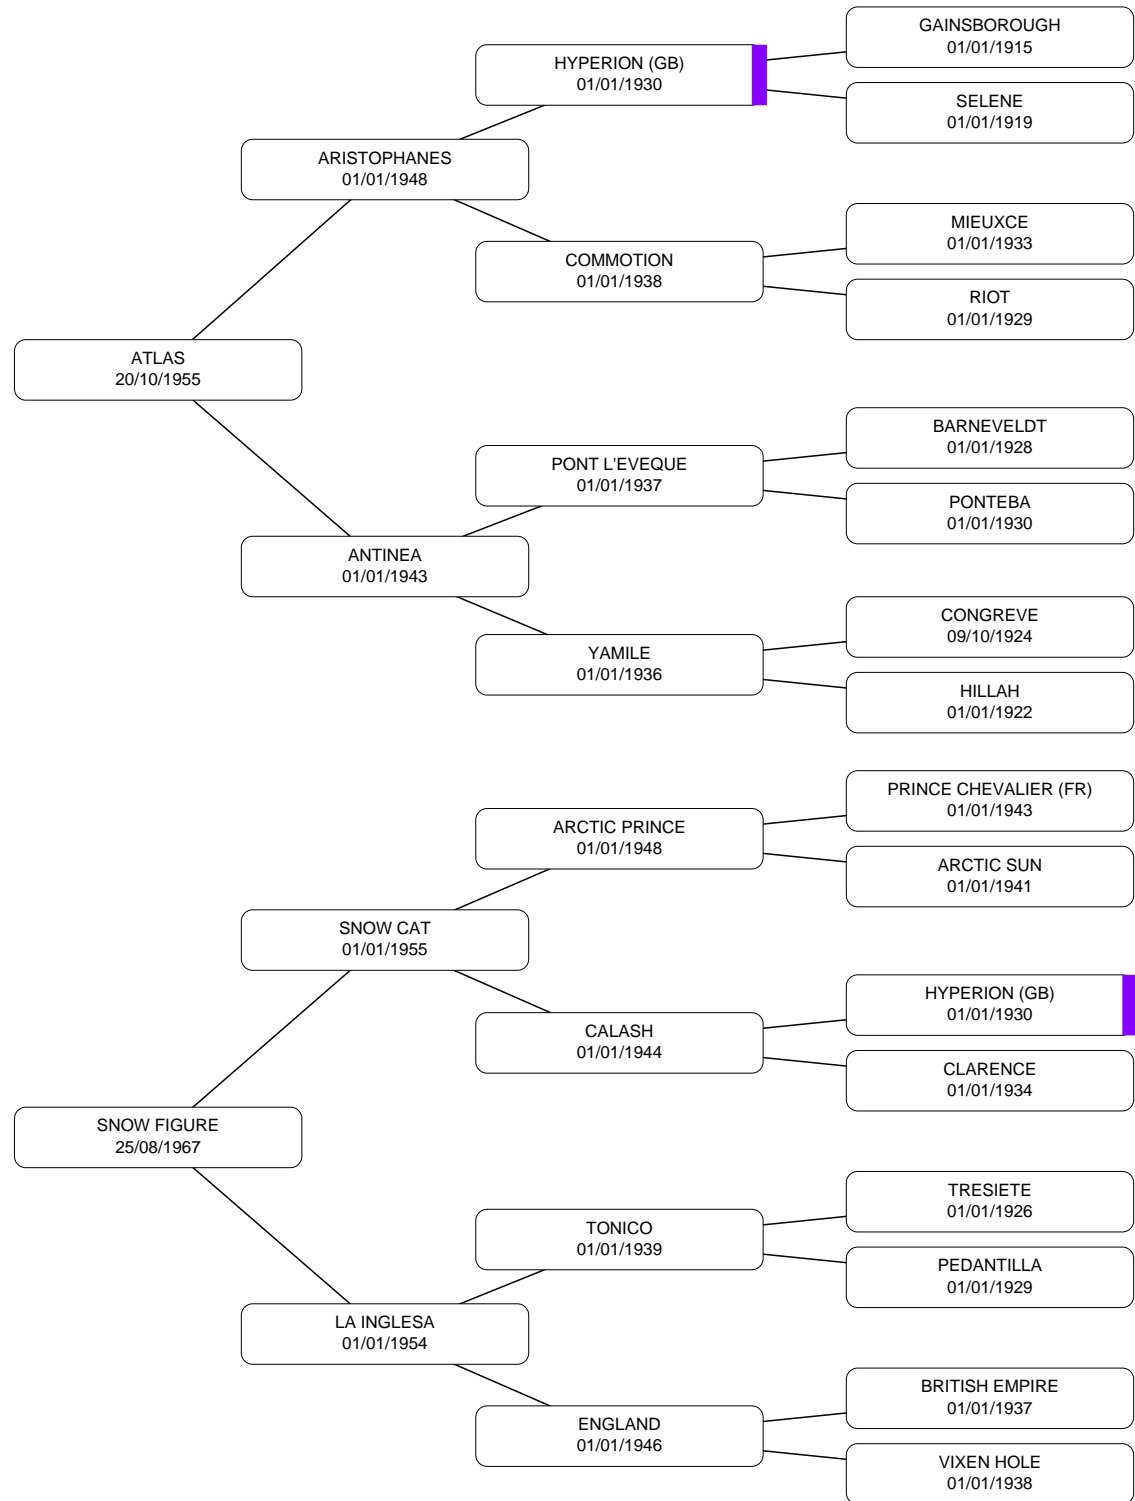 GAINSBOROUGH
01/01/1915
HYPERION (GB)
01/01/1930
SELENE
01/01/1919
ARISTOPHANES
01/01/1948
MIEUXCE
01/01/1933
COMMOTION
01/01/1938
RIOT
01/01/1929
ATLAS
20/10/1955
BARNEVELDT
01/01/1928
PONT L'EVEQUE
01/01/1937
PONTEBA
01/01/1930
ANTINEA
01/01/1943
CONGREVE
09/10/1924
YAMILE
01/01/1936
HILLAH
01/01/1922
PRINCE CHEVALIER (FR)
01/01/1943
ARCTIC PRINCE
01/01/1948
ARCTIC SUN
01/01/1941
SNOW CAT
01/01/1955
HYPERION (GB)
01/01/1930
CALASH
01/01/1944
CLARENCE
01/01/1934
SNOW FIGURE
25/08/1967
TRESIETE
01/01/1926
TONICO
01/01/1939
PEDANTILLA
01/01/1929
LA INGLESA
01/01/1954
BRITISH EMPIRE
01/01/1937
ENGLAND
01/01/1946
VIXEN HOLE
01/01/1938